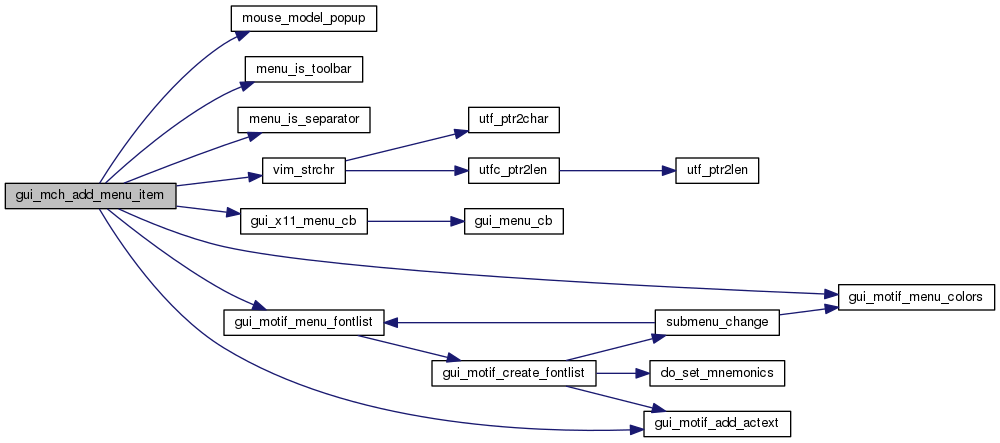 mouse_model_popup
menu_is_toolbar
menu_is_separator
utf_ptr2char
vim_strchr
utfc_ptr2len
utf_ptr2len
gui_mch_add_menu_item
gui_x11_menu_cb
gui_menu_cb
gui_motif_menu_colors
gui_motif_menu_fontlist
submenu_change
gui_motif_create_fontlist
do_set_mnemonics
gui_motif_add_actext